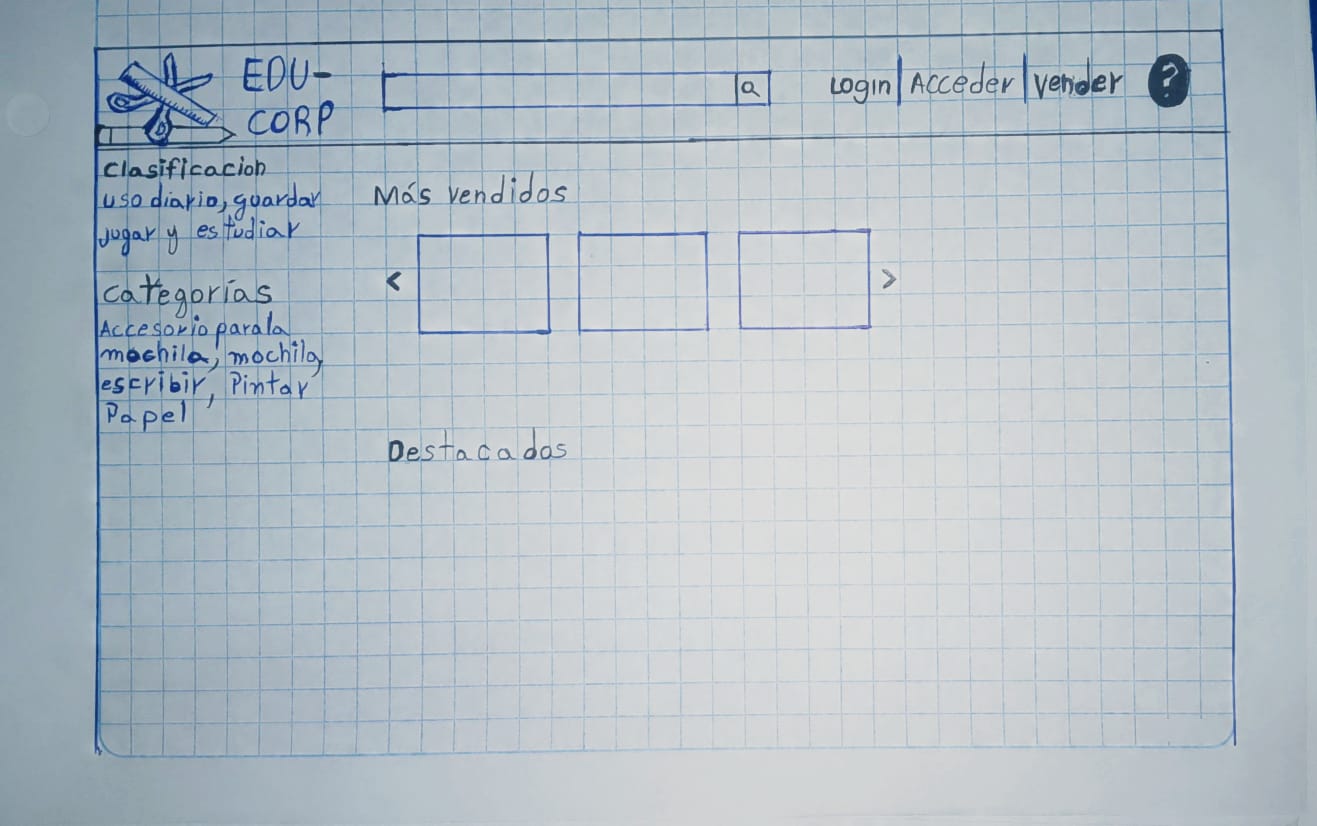 EDU-
CORP
a
Login | Acceder | vender ?
clasificacion
uso diario, guardar
jugar y estudiar
categorías
Accesorio para la
mochila, mochila
escribir, Pintar
Papel
Más vendidos
< >
Destacados